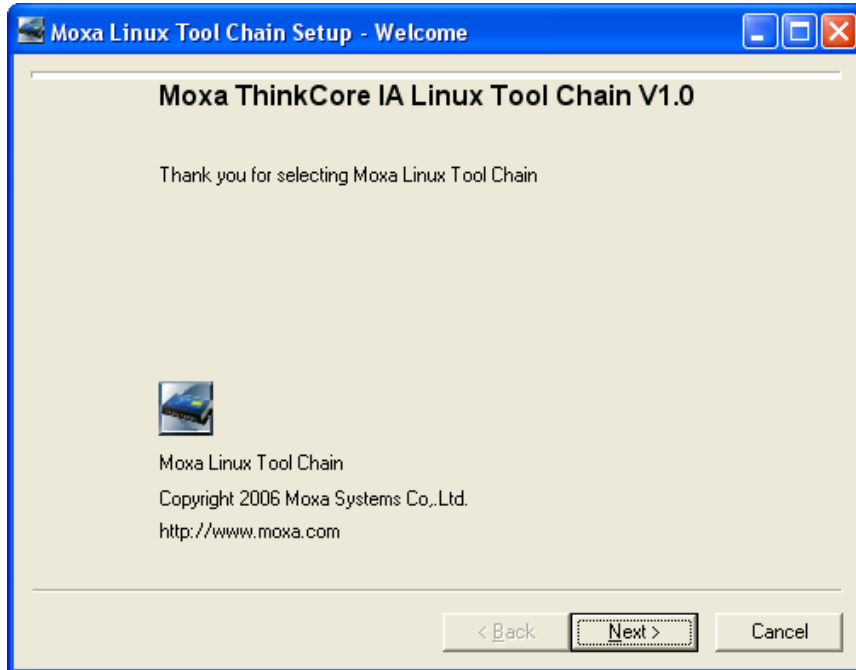 Moxa Linux Tool Chain Setup - Welcome
Moxa ThinkCore IA Linux Tool Chain V1.0
Thank you for selecting Moxa Linux Tool Chain
Moxa Linux Tool Chain
Copyright 2006 Moxa Systems Co,.Ltd.
http://www.moxa.com
< Back Next > Cancel